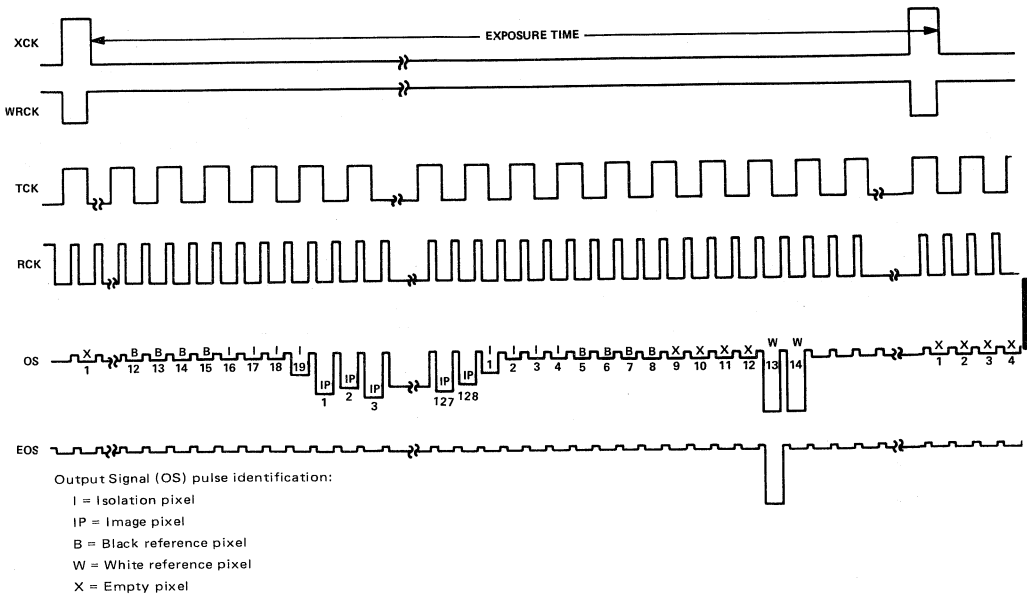 EXPOSURE TIME
XCK
WRCK
TCK
RCK
X B B B B I I I I
OS
1 12 13 14 15 16 17 18 19
IP IP IP
1 2 3
IP IP
127 128
I I I I B B B B X X X X W W
1 2 3 4 5 6 7 8 9 10 11 12 13 14
X X X X
1 2 3 4
EOS
Output Signal (OS) pulse identification:
I = Isolation pixel
IP = Image pixel
B = Black reference pixel
W = White reference pixel
X = Empty pixel